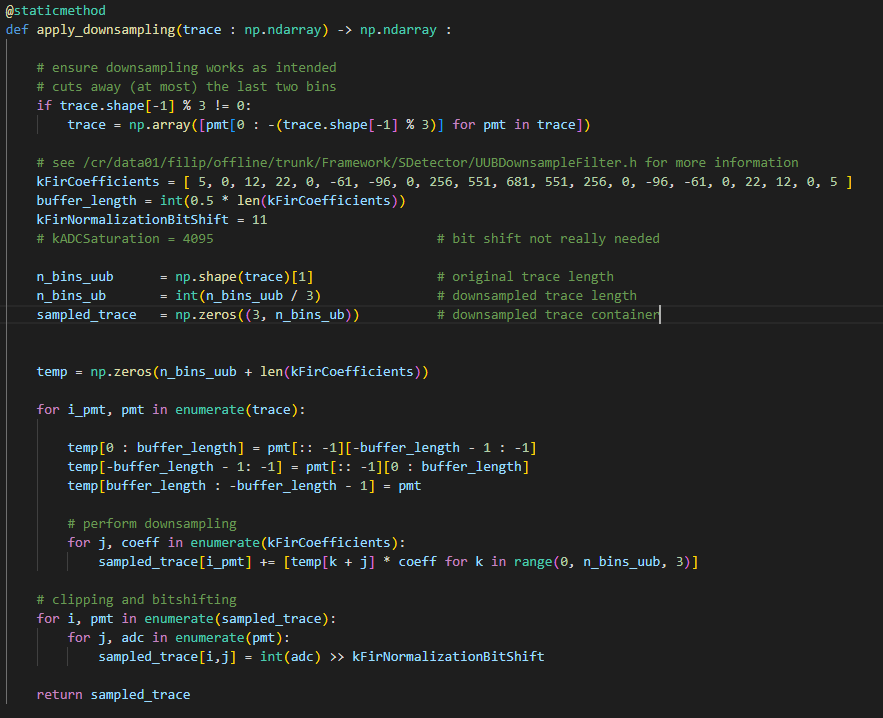 @staticmethod
def apply_downsampling(trace : np.ndarray) -> np.ndarray :
# ensure downsampling works as intended
# cuts away (at most) the last two bins
if trace.shape[-1] % 3 != 0:
trace = np.array([pmt[0 : -(trace.shape[-1] % 3)] for pmt in trace])
# see /cr/data01/filip/offline/trunk/Framework/SDetector/UUBDownsampleFilter.h for more information
kFirCoefficients = [ 5, 0, 12, 22, 0, -61, -96, 0, 256, 551, 681, 551, 256, 0, -96, -61, 0, 22, 12, 0, 5 ]
buffer_length = int(0.5 * len(kFirCoefficients))
kFirNormalizationBitShift = 11
# kADCSaturation = 4095 # bit shift not really needed
n_bins_uub = np.shape(trace)[1] # original trace length
n_bins_ub = int(n_bins_uub / 3) # downsampled trace length
sampled_trace = np.zeros((3, n_bins_ub)) # downsampled trace container
temp = np.zeros(n_bins_uub + len(kFirCoefficients))
for i_pmt, pmt in enumerate(trace):
temp[0 : buffer_length] = pmt[:: -1][-buffer_length - 1 : -1]
temp[-buffer_length - 1: -1] = pmt[:: -1][0 : buffer_length]
temp[buffer_length : -buffer_length - 1] = pmt
# perform downsampling
for j, coeff in enumerate(kFirCoefficients):
sampled_trace[i_pmt] += [temp[k + j] * coeff for k in range(0, n_bins_uub, 3)]
# clipping and bitshifting
for i, pmt in enumerate(sampled_trace):
for j, adc in enumerate(pmt):
sampled_trace[i,j] = int(adc) >> kFirNormalizationBitShift
return sampled_trace